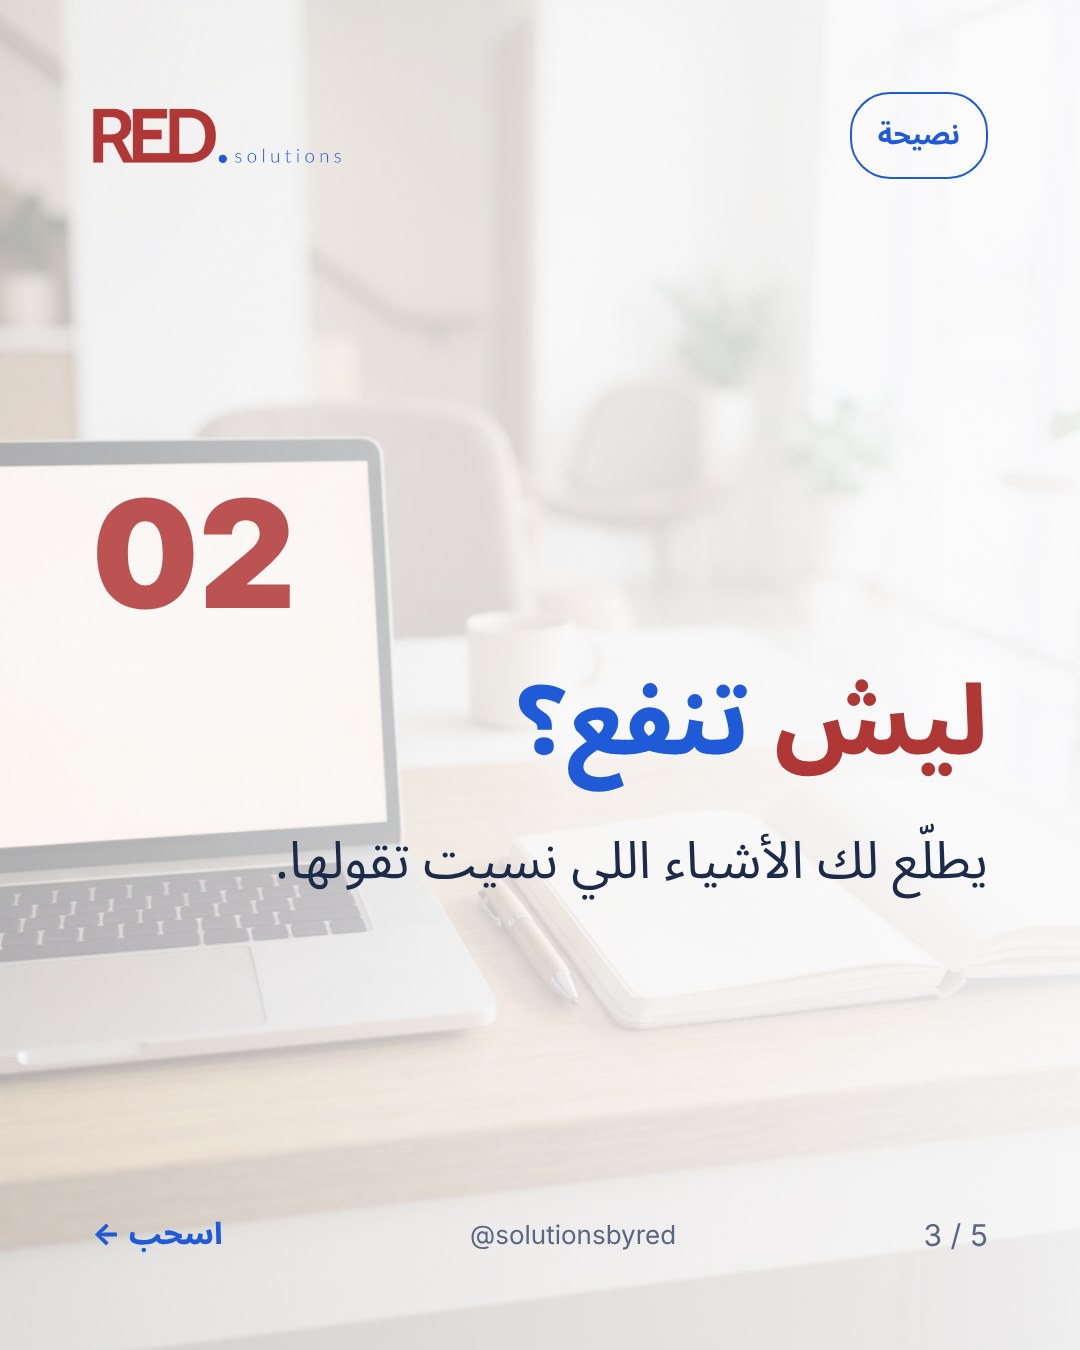 RED.solutions
نصيحة
02
ليش تنفع؟
يطلّع لك الأشياء اللي نسيت تقولها.
اسحب ←
@solutionsbyred
3 / 5